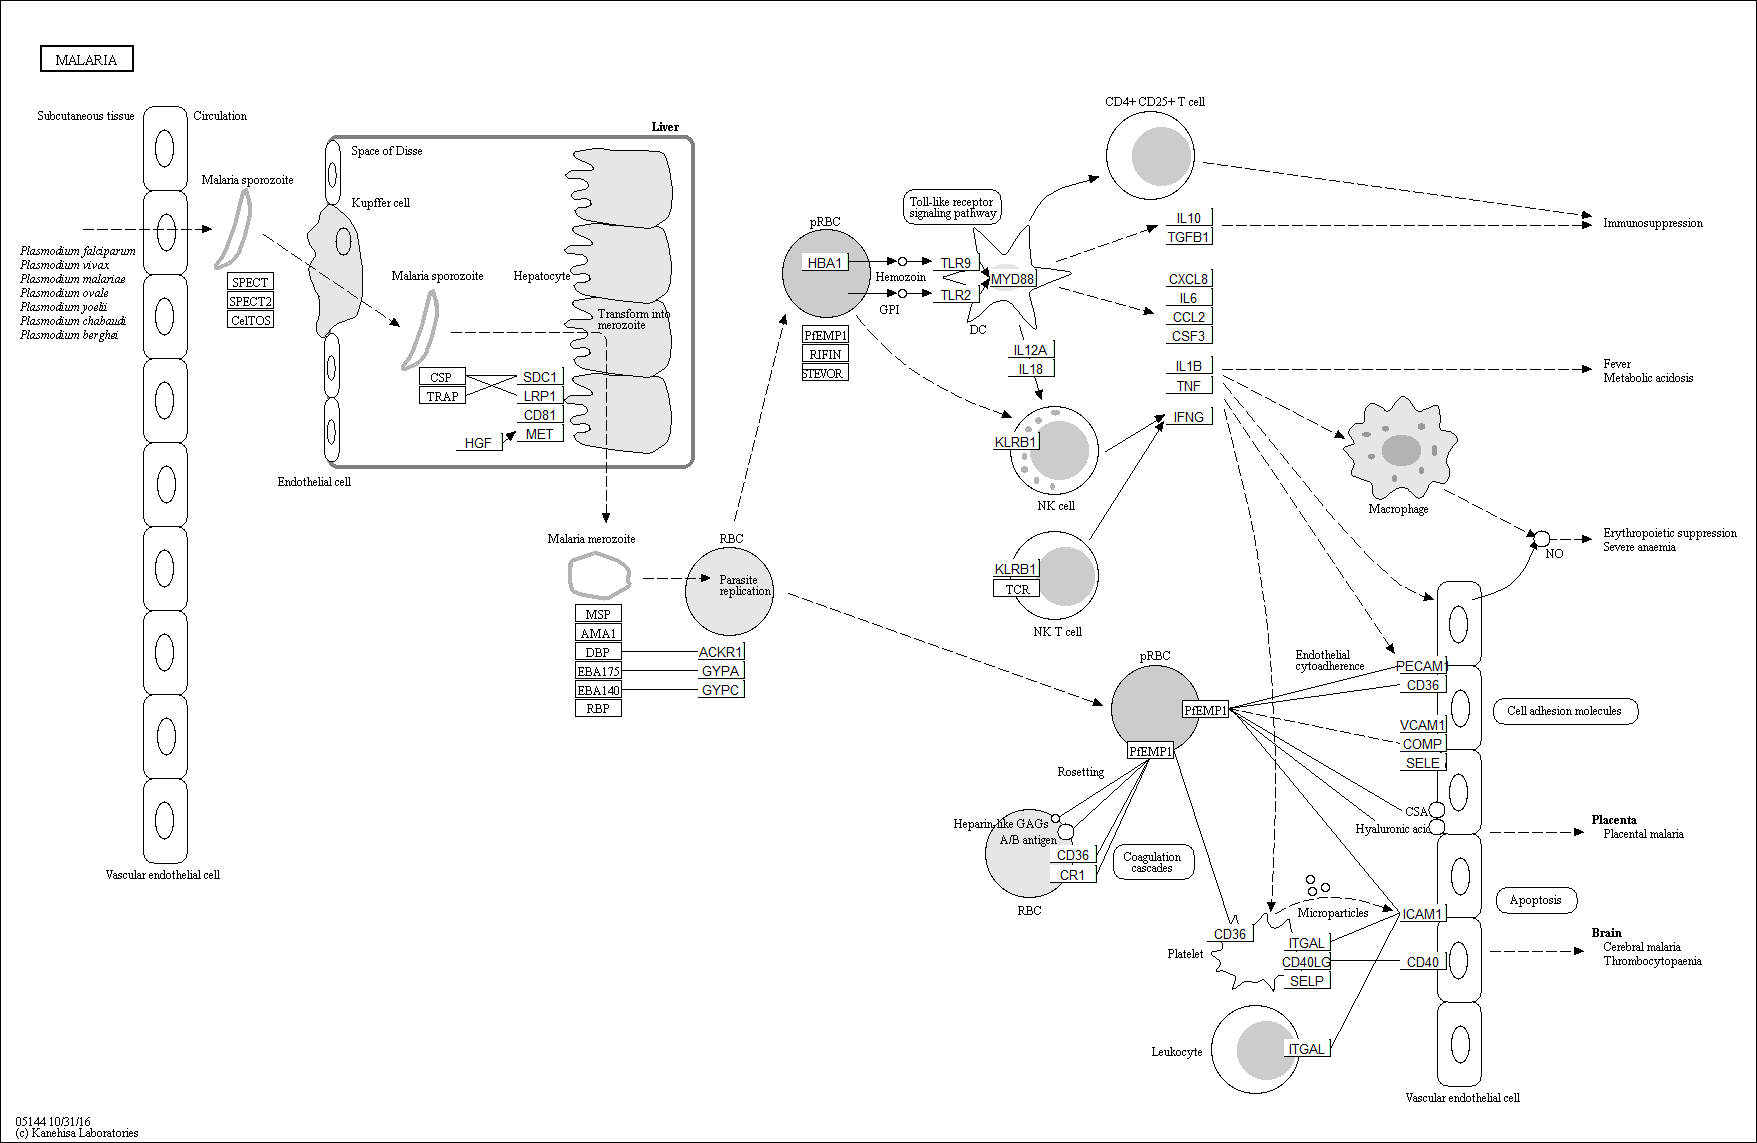 MALARIA
Subcutaneous tissue
Circulation
Malaria sporozoite
Plasmodium falciparum
Plasmodium vivax
Plasmodium malariae
Plasmodium ovale
Plasmodium yoelii
Plasmodium chabaudi
Plasmodium berghei
SPECT
SPECT2
CelTOS
Vascular endothelial cell
Liver
Space of Disse
Kupffer cell
Malaria sporozoite
Hepatocyte
Transform into
merozoite
CSP
TRAP
SDC1
LRP1
CD81
MET
HGF
Endothelial cell
Malaria merozoite
MSP
AMA1
DBP
EBA175
EBA140
RBP
RBC
Parasite
replication
ACKR1
GYPA
GYPC
pRBC
HBA1
Hemozoin
GPI
PfEMP1
RIFIN
STEVOR
Toll-like receptor
signaling pathway
TLR9
TLR2
MYD88
DC
IL12A
IL18
CD4+ CD25+ T cell
IL10
TGFB1
CXCL8
IL6
CCL2
CSF3
IL1B
TNF
IFNG
KLRB1
NK cell
KLRB1
TCR
NK T cell
Immunosuppression
Fever
Metabolic acidosis
Macrophage
NO
Erythropoietic suppression
Severe anaemia
pRBC
PfEMP1
PfEMP1
Endothelial
cytoadherence
PECAM1
CD36
VCAM1
COMP
SELE
Cell adhesion molecules
Rosetting
Heparin-like GAGs
A/B antigen
CD36
CR1
RBC
Coagulation
cascades
CSA
Hyaluronic acid
Placenta
Placental malaria
Microparticles
ICAM1
Apoptosis
CD36
Platelet
ITGAL
CD40LG
SELP
CD40
Brain
Cerebral malaria
Thrombocytopaenia
Leukocyte
ITGAL
Vascular endothelial cell
05144 10/31/16
(c) Kanehisa Laboratories